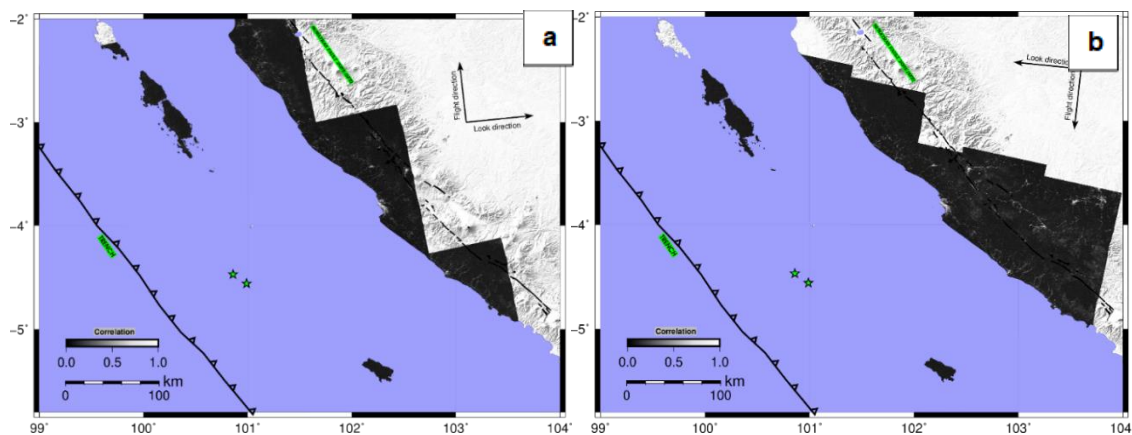 a
−2°
−3°
−4°
−5°
Flight direction
Look direction
TRENCH
Correlation
0.0 0.5 1.0
km
0 100
99° 100° 101° 102° 103° 104°
b
−2°
−3°
−4°
−5°
Look direction
Flight direction
TRENCH
Correlation
0.0 0.5 1.0
km
0 100
99° 100° 101° 102° 103° 104